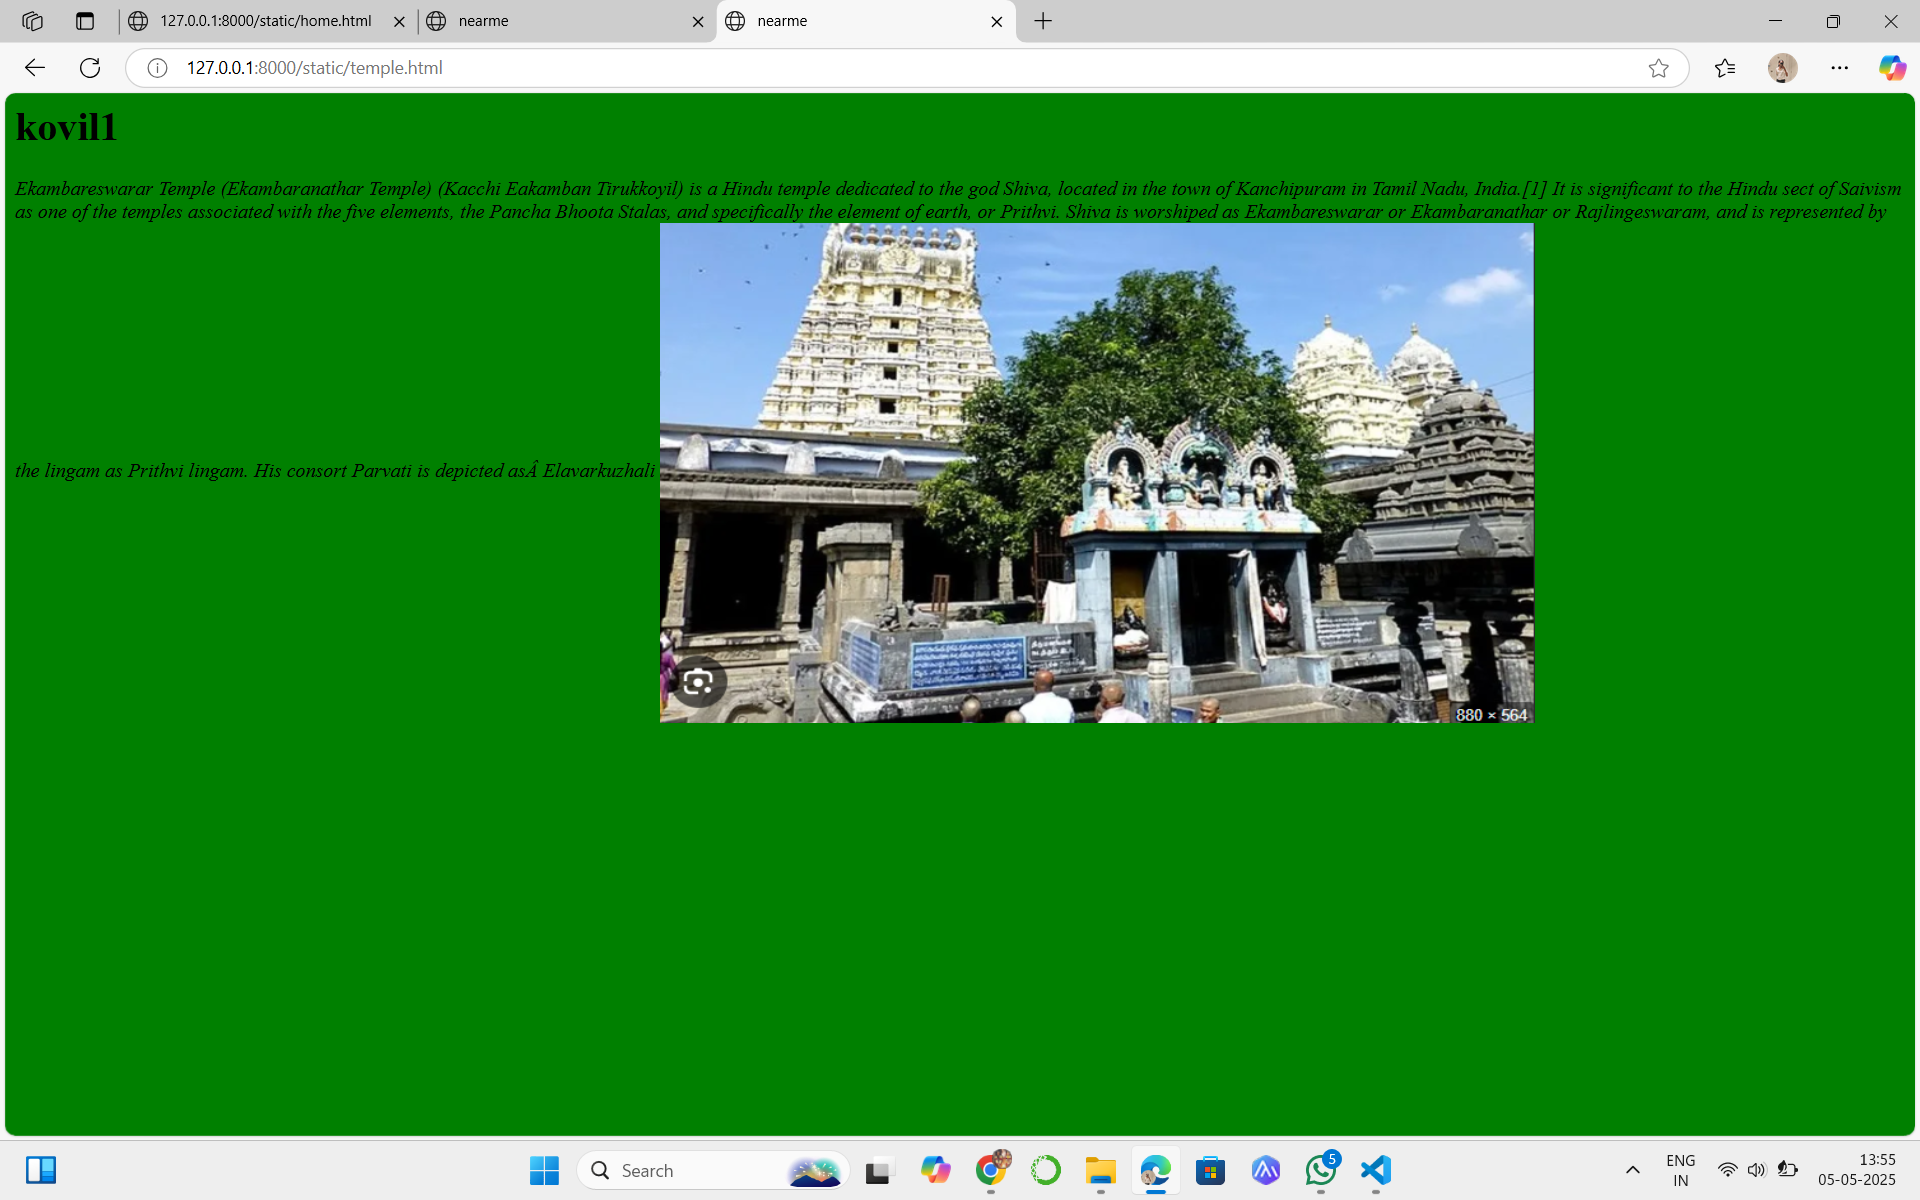 127.0.0.1:8000/static/home.html
nearme
nearme
127.0.0.1:8000/static/temple.html
kovil1
Ekambareswarar Temple (Ekambaranathar Temple) (Kacchi Eakamban Tirukkoyil) is a Hindu temple dedicated to the god Shiva, located in the town of Kanchipuram in Tamil Nadu, India.[1] It is significant to the Hindu sect of Saivism
as one of the temples associated with the five elements, the Pancha Bhoota Stalas, and specifically the element of earth, or Prithvi. Shiva is worshiped as Ekambareswarar or Ekambaranathar or Rajlingeswaram, and is represented by
the lingam as Prithvi lingam. His consort Parvati is depicted asÂ Elavarkuzhali
880 × 564
Search
5
ENG
IN
13:55
05-05-2025